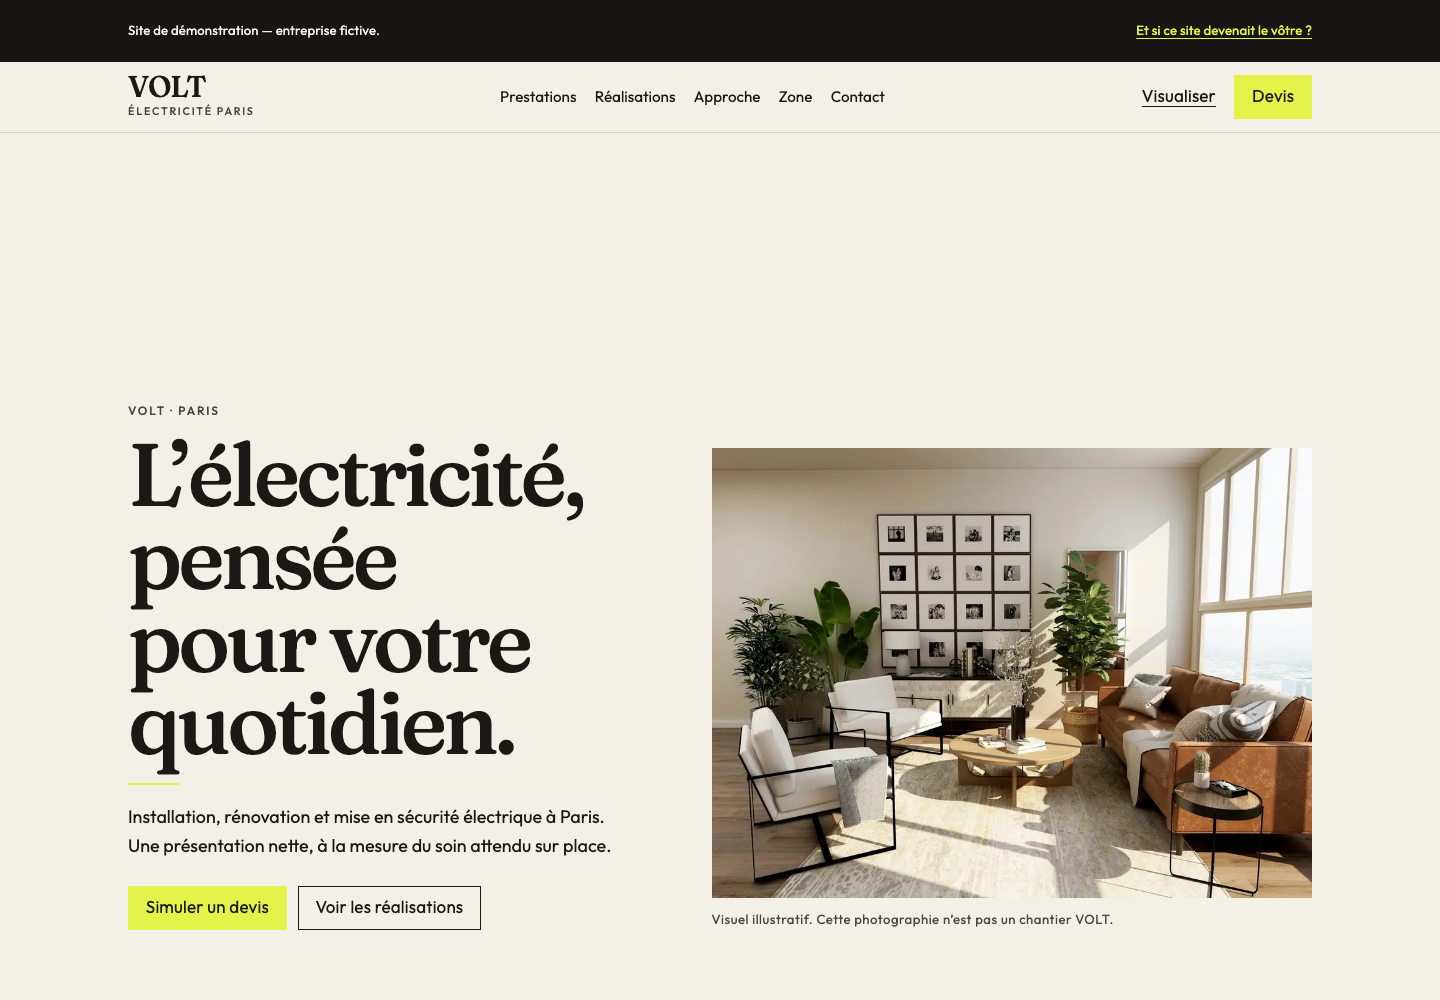 Site de démonstration — entreprise fictive.
Et si ce site devenait le vôtre ?
VOLT
ÉLECTRICITÉ PARIS
Prestations
Réalisations
Approche
Zone
Contact
Visualiser
Devis
VOLT · PARIS
L’électricité,
pensée
pour votre
quotidien.
Installation, rénovation et mise en sécurité électrique à Paris.
Une présentation nette, à la mesure du soin attendu sur place.
Simuler un devis
Voir les réalisations
Visuel illustratif. Cette photographie n’est pas un chantier VOLT.